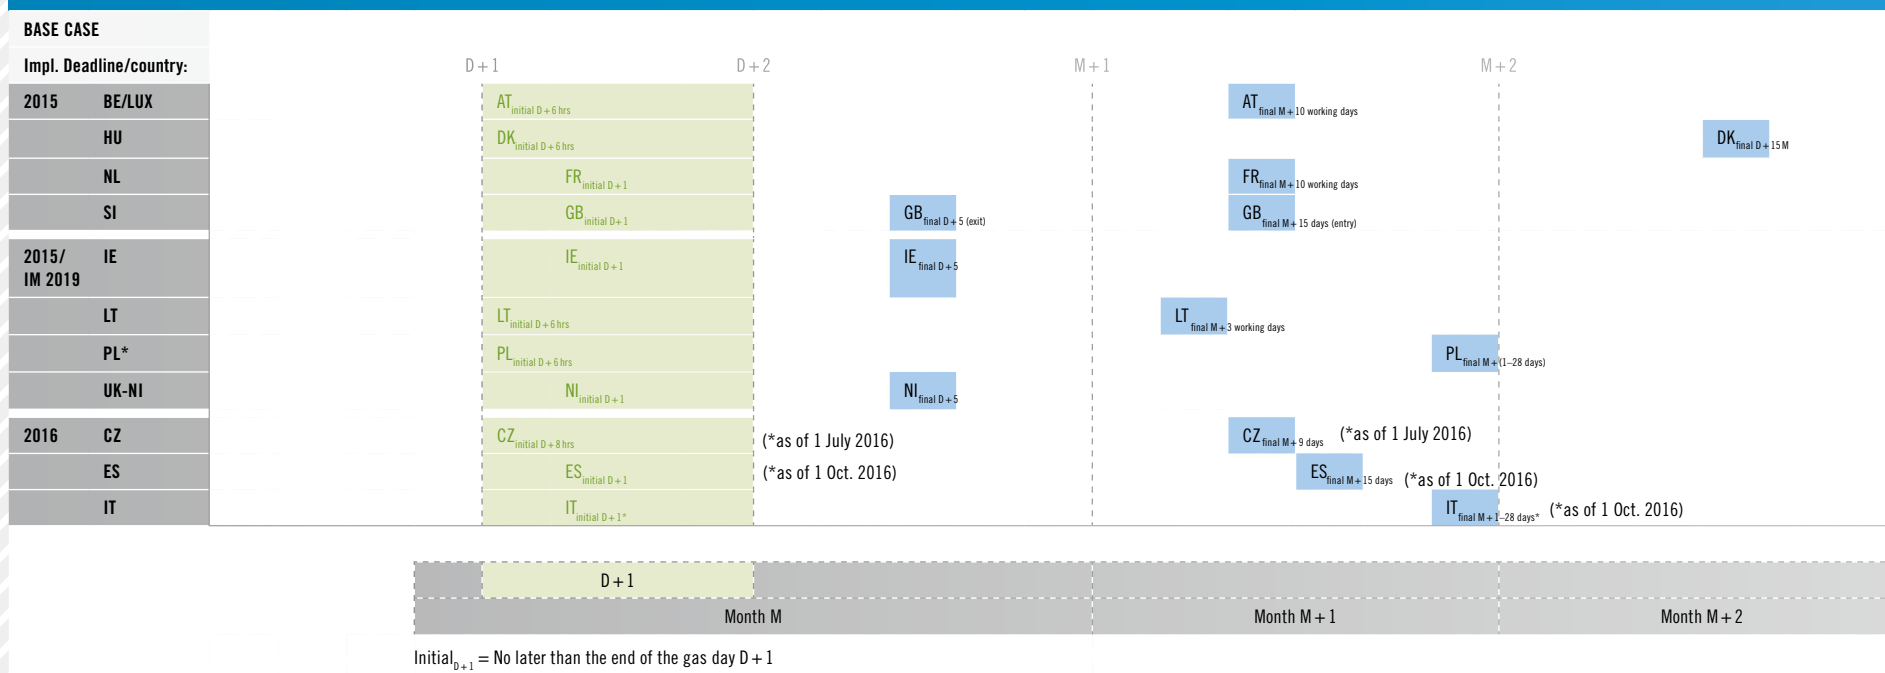 BASE CASE
Impl. Deadline/country: D+1 D+2 M+1 M+2
2015 BE/LUX AT initial D+6 hrs AT final M+10 working days
HU DK initial D+6 hrs DK final D+15 M
NL FR initial D+1 FR final M+10 working days
SI GB initial D+1 GB final D+5 (exit) GB final M+15 days (entry)
2015/ IE IE initial D+1 IE final D+5
IM 2019
LT LT initial D+6 hrs LT final M+3 working days
PL* PL initial D+6 hrs PL final M+(1–28 days)
UK-NI NI initial D+1 NI final D+5
2016 CZ CZ initial D+8 hrs (*as of 1 July 2016) CZ final M+9 days (*as of 1 July 2016)
ES ES initial D+1 (*as of 1 Oct. 2016) ES final M+15 days (*as of 1 Oct. 2016)
IT IT initial D+1* IT final M+1–28 days* (*as of 1 Oct. 2016)
D+1
Month M Month M+1 Month M+2
Initial D+1 = No later than the end of the gas day D+1